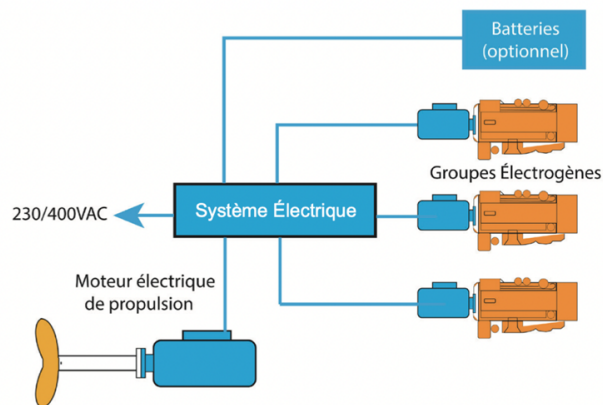 Batteries
(optionnel)
Groupes Électrogènes
Système Électrique
230/400VAC
Moteur électrique
de propulsion